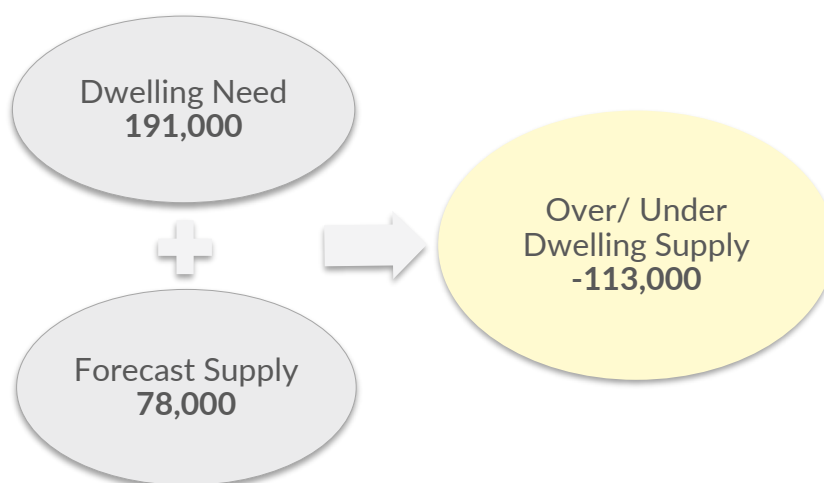 Dwelling Need
191,000
Forecast Supply
78,000
Over/ Under
Dwelling Supply
-113,000